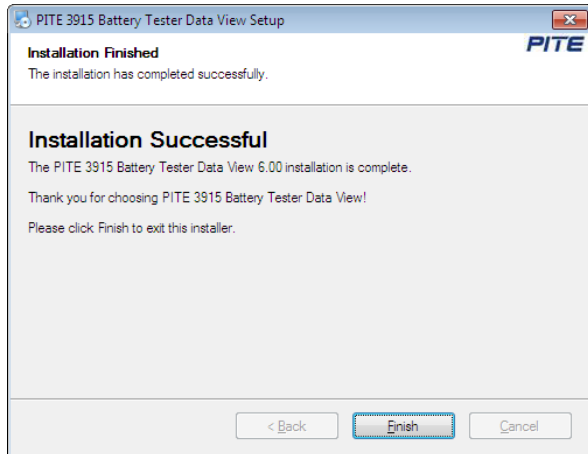 PITE 3915 Battery Tester Data View Setup
Installation Finished
The installation has completed successfully.
PITE
Installation Successful
The PITE 3915 Battery Tester Data View 6.00 installation is complete.
Thank you for choosing PITE 3915 Battery Tester Data View!
Please click Finish to exit this installer.
< Back
Finish
Cancel